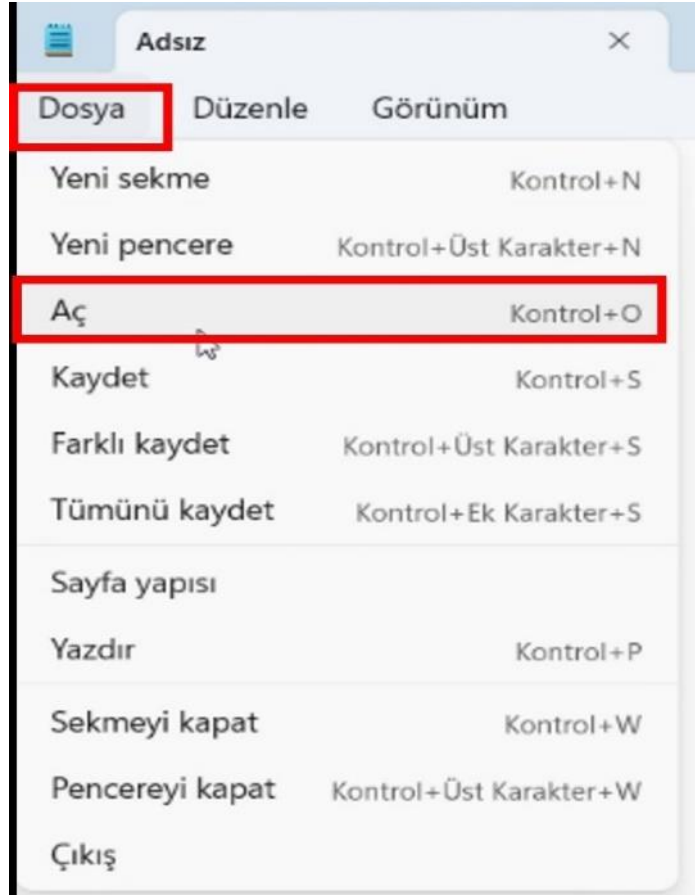 Adsız
Dosya Düzenle Görünüm
Yeni sekme Kontrol+N
Yeni pencere Kontrol+Üst Karakter+N
Aç Kontrol+O
Kaydet Kontrol+S
Farklı kaydet Kontrol+Üst Karakter+S
Tümünü kaydet Kontrol+Ek Karakter+S
Sayfa yapısı
Yazdır Kontrol+P
Sekmeyi kapat Kontrol+W
Pencereyi kapat Kontrol+Üst Karakter+W
Çıkış